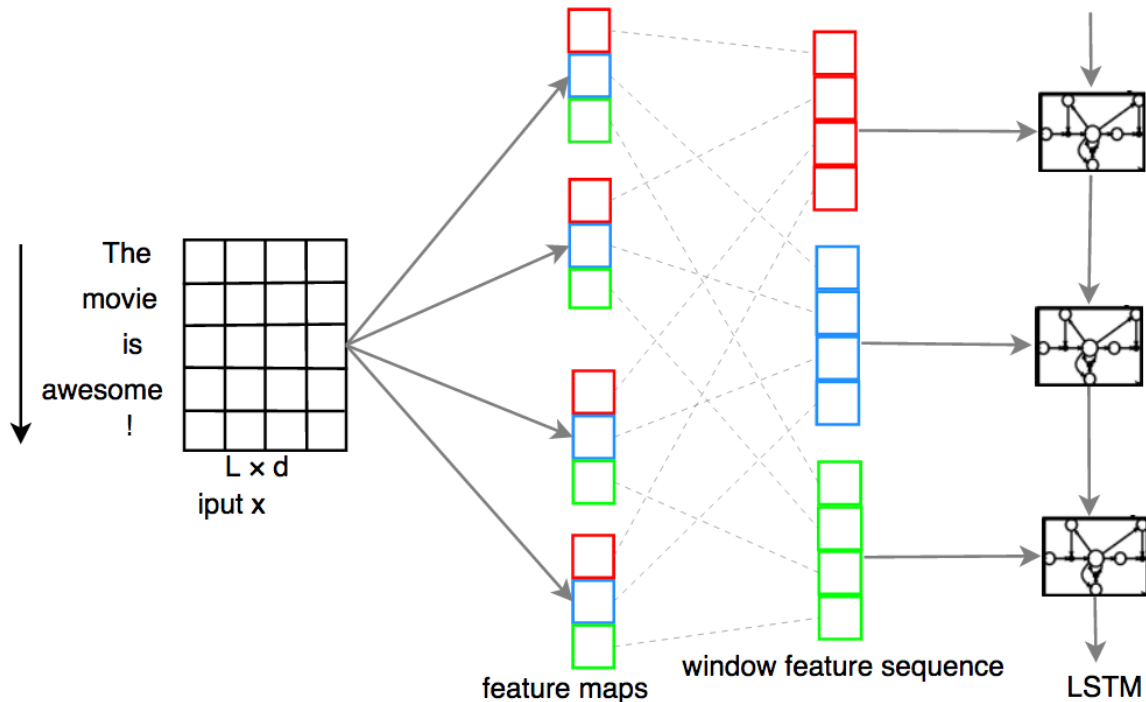 The
movie
is
awesome
!
L × d
iput x
feature maps
window feature sequence
LSTM